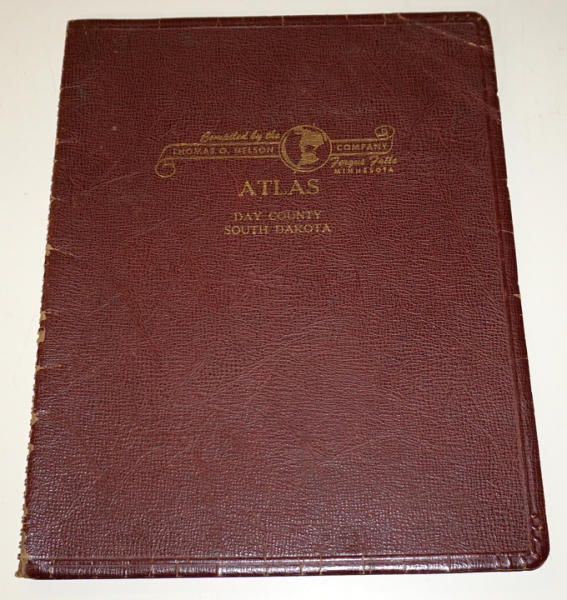 Compiled by the
THOMAS O. NELSON COMPANY
Fergus Falls
MINNESOTA
ATLAS
DAY COUNTY
SOUTH DAKOTA